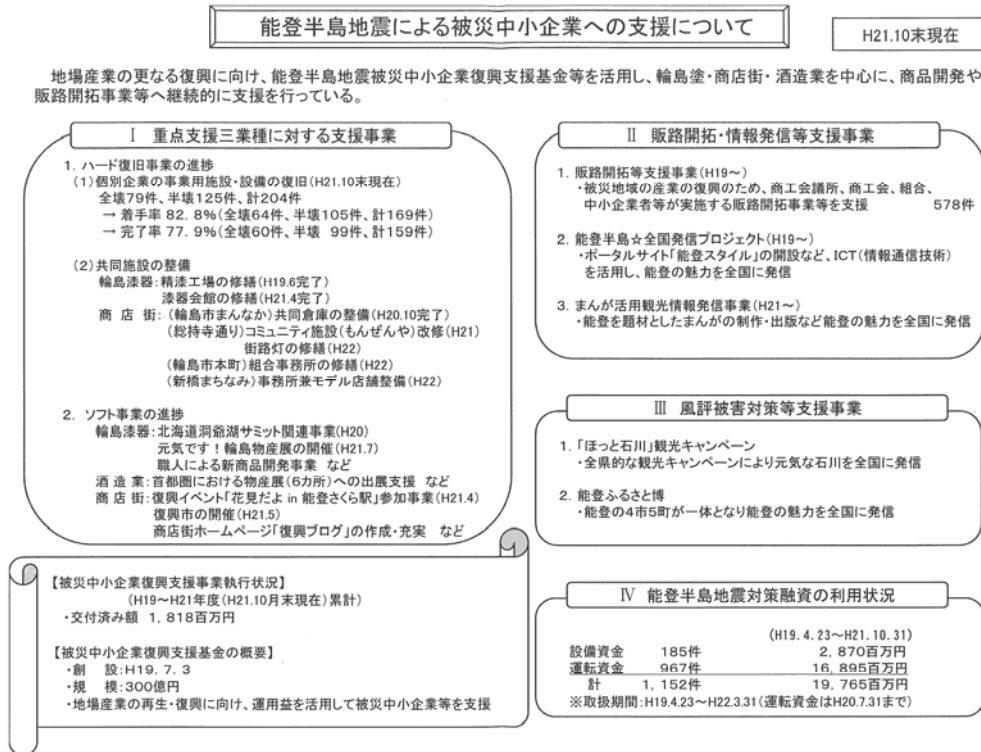 能登半島地震による被災中小企業への支援について
H21.10末現在
地場産業の更なる復興に向け、能登半島地震被災中小企業復興支援基金等を活用し、輪島塗・商店街・酒造業を中心に、商品開発や
販路開拓事業等へ継続的に支援を行っている。
Ⅰ 重点支援三業種に対する支援事業
1. ハード復旧事業の進捗
(1)個別企業の事業用施設・設備の復旧(H21.10末現在)
全壊79件、半壊125件、計204件
→ 着手率 82. 8%(全壊64件、半壊105件、計169件)
→ 完了率 77. 9%(全壊60件、半壊 99件、計159件)
(2)共同施設の整備
輪島漆器:精漆工場の修繕(H19.6完了)
漆器会館の修繕(H21.4完了)
商 店 街:(輪島市まんなか)共同倉庫の整備(H20.10完了)
(総持寺通り)コミュニティ施設(もんぜんや)改修(H21)
街路灯の修繕(H22)
(輪島市本町)組合事務所の修繕(H22)
(新橋まちなみ)事務所兼モデル店舗整備(H22)
2. ソフト事業の進捗
輪島漆器:北海道洞爺湖サミット関連事業(H20)
元気です!輪島物産展の開催(H21.7)
職人による新商品開発事業 など
酒 造 業:首都圏における物産展(6カ所)への出展支援 など
商 店 街:復興イベント「花見だよ in 能登さくら駅」参加事業(H21.4)
復興市の開催(H21.5)
商店街ホームページ「復興ブログ」の作成・充実 など
【被災中小企業復興支援事業執行状況】
(H19~H21年度(H21.10月末現在)累計)
・交付済み額 1, 818百万円
【被災中小企業復興支援基金の概要】
・創 設:H19. 7. 3
・規 模:300億円
・地場産業の再生・復興に向け、運用益を活用して被災中小企業等を支援
Ⅱ 販路開拓・情報発信等支援事業
1. 販路開拓等支援事業(H19~)
・被災地域の産業の復興のため、商工会議所、商工会、組合、
中小企業者等が実施する販路開拓事業等を支援 578件
2. 能登半島☆全国発信プロジェクト(H19~)
・ポータルサイト「能登スタイル」の開設など、ICT(情報通信技術)
を活用し、能登の魅力を全国に発信
3. まんが活用観光情報発信事業(H21~)
・能登を題材としたまんがの制作・出版など能登の魅力を全国に発信
Ⅲ 風評被害対策等支援事業
1. 「ほっと石川」観光キャンペーン
・全県的な観光キャンペーンにより元気な石川を全国に発信
2. 能登ふるさと博
・能登の4市5町が一体となり能登の魅力を全国に発信
Ⅳ 能登半島地震対策融資の利用状況
(H19.4.23~H21.10.31)
設備資金 185件 2, 870百万円
運転資金 967件 16, 895百万円
計 1, 152件 19, 765百万円
※取扱期間:H19.4.23~H22.3.31(運転資金はH20.7.31まで)